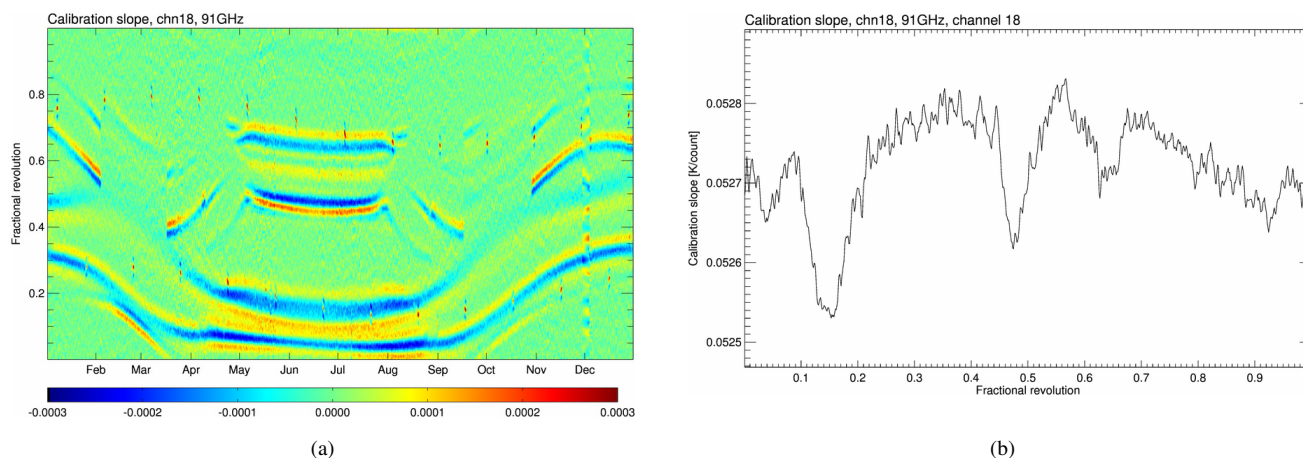 Calibration slope, chn18, 91GHz
Fractional revolution
0.8
0.6
0.4
0.2
Feb Mar Apr May Jun Jul Aug Sep Oct Nov Dec
-0.0003 -0.0002 -0.0001 0.0000 0.0001 0.0002 0.0003
(a)
Calibration slope, chn18, 91GHz, channel 18
Calibration slope [K/count]
0.0528
0.0527
0.0526
0.0525
0.1 0.2 0.3 0.4 0.5 0.6 0.7 0.8 0.9
Fractional revolution
(b)